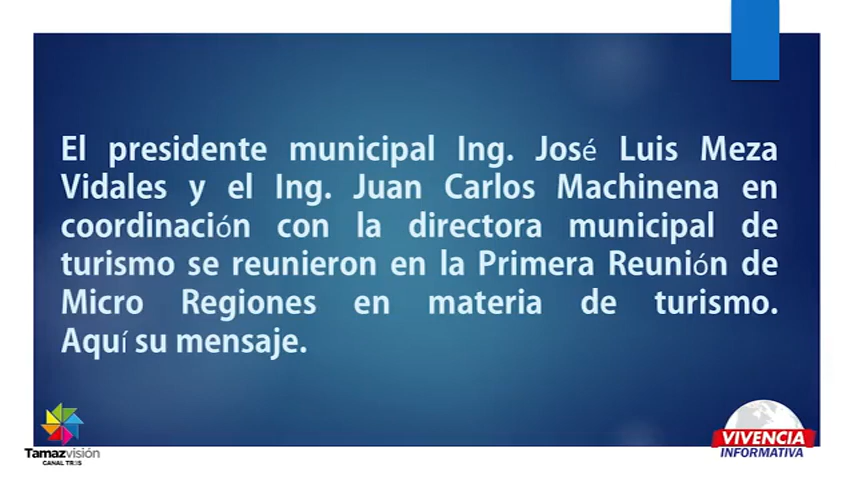 El presidente municipal Ing. José Luis Meza
Vidales y el Ing. Juan Carlos Machinena en
coordinación con la directora municipal de
turismo se reunieron en la Primera Reunión de
Micro Regiones en materia de turismo.
Aquí su mensaje.
Tamazvisión
CANAL TR3S
VIVENCIA
INFORMATIVA